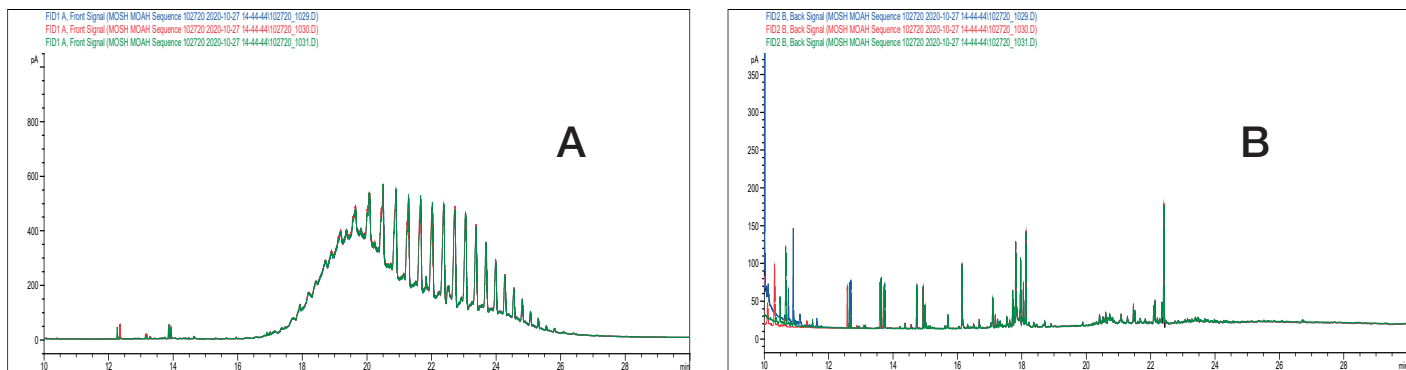 FID1 A, Front Signal (MOSH MOAH Sequence 102720 2020-10-27 14-44-44\102720_1029.D)
FID1 A, Front Signal (MOSH MOAH Sequence 102720 2020-10-27 14-44-44\102720_1030.D)
FID1 A, Front Signal (MOSH MOAH Sequence 102720 2020-10-27 14-44-44\102720_1031.D)
pA
800
600
400
200
0
A
10 12 14 16 18 20 22 24 26 28 min
FID2 B, Back Signal (MOSH MOAH Sequence 102720 2020-10-27 14-44-44\102720_1029.D)
FID2 B, Back Signal (MOSH MOAH Sequence 102720 2020-10-27 14-44-44\102720_1030.D)
FID2 B, Back Signal (MOSH MOAH Sequence 102720 2020-10-27 14-44-44\102720_1031.D)
pA
350
300
250
200
150
100
50
0
B
10 12 14 16 18 20 22 24 26 28 min